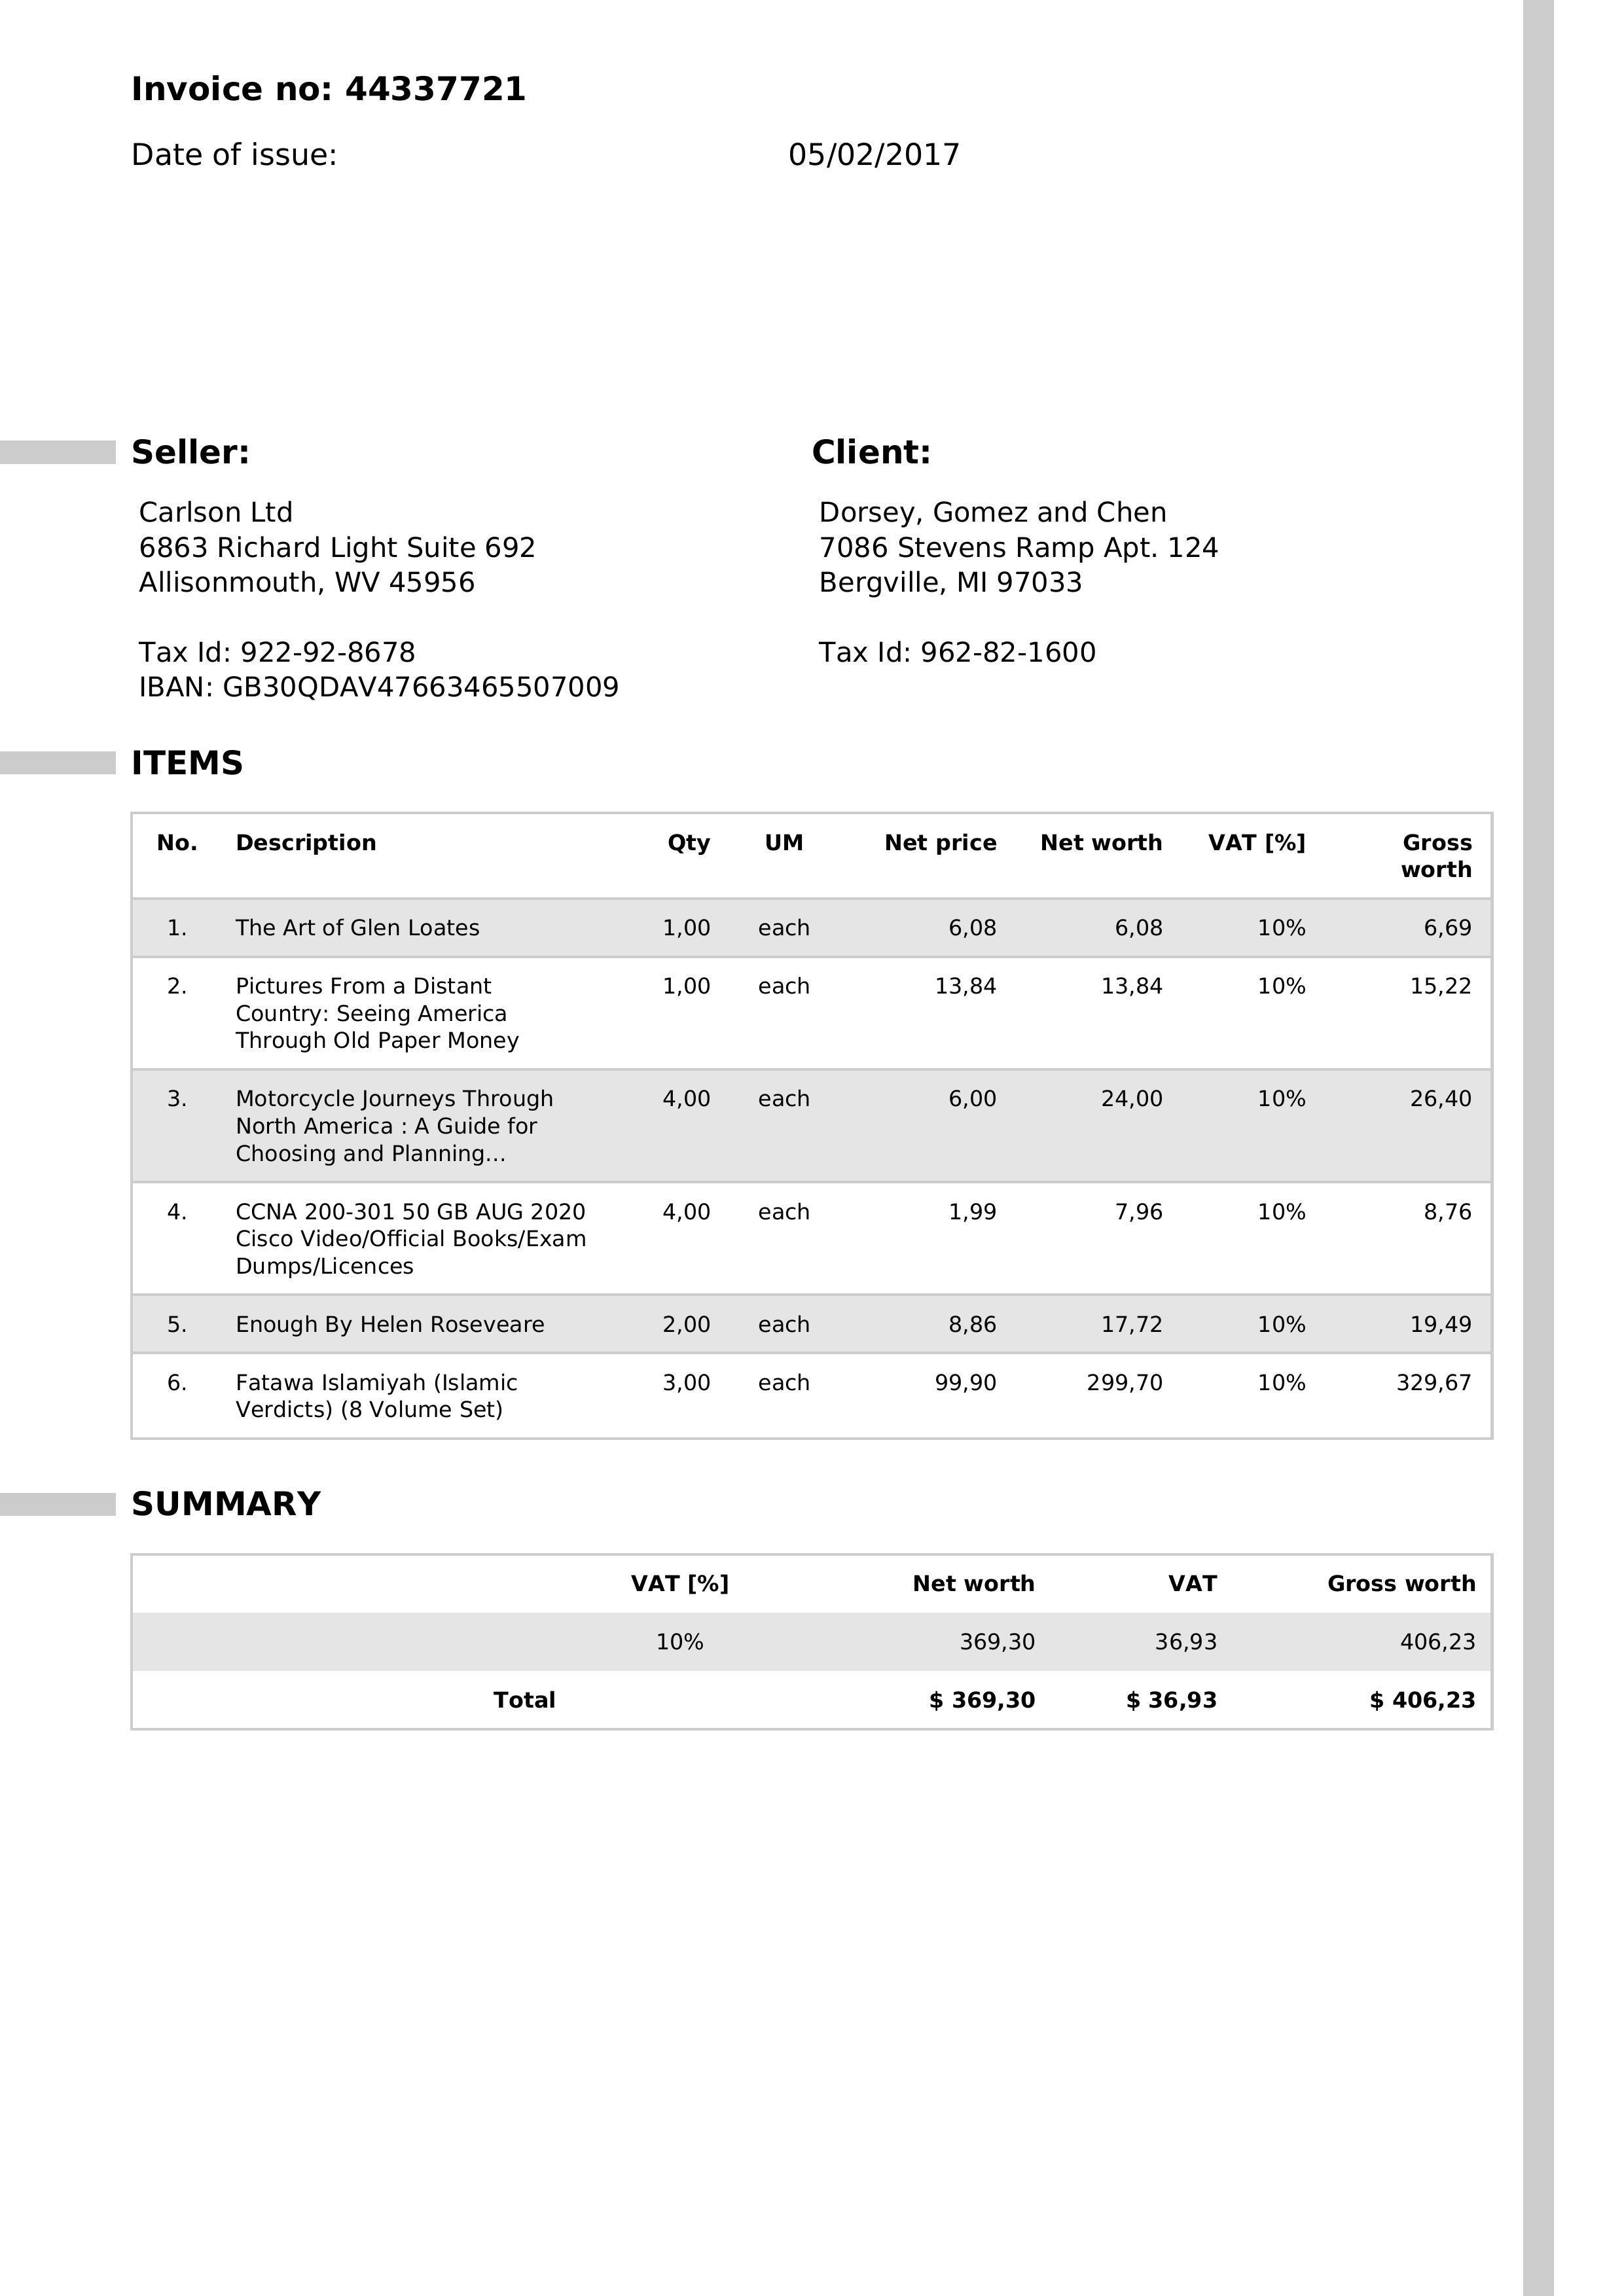 Invoice no: 44337721
Date of issue: 05/02/2017
Seller:
Carlson Ltd
6863 Richard Light Suite 692
Allisonmouth, WV 45956
Tax Id: 922-92-8678
IBAN: GB30QDAV47663465507009
Client:
Dorsey, Gomez and Chen
7086 Stevens Ramp Apt. 124
Bergville, MI 97033
Tax Id: 962-82-1600
ITEMS
No. Description Qty UM Net price Net worth VAT [%] Gross
worth
1. The Art of Glen Loates 1,00 each 6,08 6,08 10% 6,69
2. Pictures From a Distant 1,00 each 13,84 13,84 10% 15,22
Country: Seeing America
Through Old Paper Money
3. Motorcycle Journeys Through 4,00 each 6,00 24,00 10% 26,40
North America : A Guide for
Choosing and Planning...
4. CCNA 200-301 50 GB AUG 2020 4,00 each 1,99 7,96 10% 8,76
Cisco Video/Official Books/Exam
Dumps/Licences
5. Enough By Helen Roseveare 2,00 each 8,86 17,72 10% 19,49
6. Fatawa Islamiyah (Islamic 3,00 each 99,90 299,70 10% 329,67
Verdicts) (8 Volume Set)
SUMMARY
VAT [%] Net worth VAT Gross worth
10% 369,30 36,93 406,23
Total $ 369,30 $ 36,93 $ 406,23